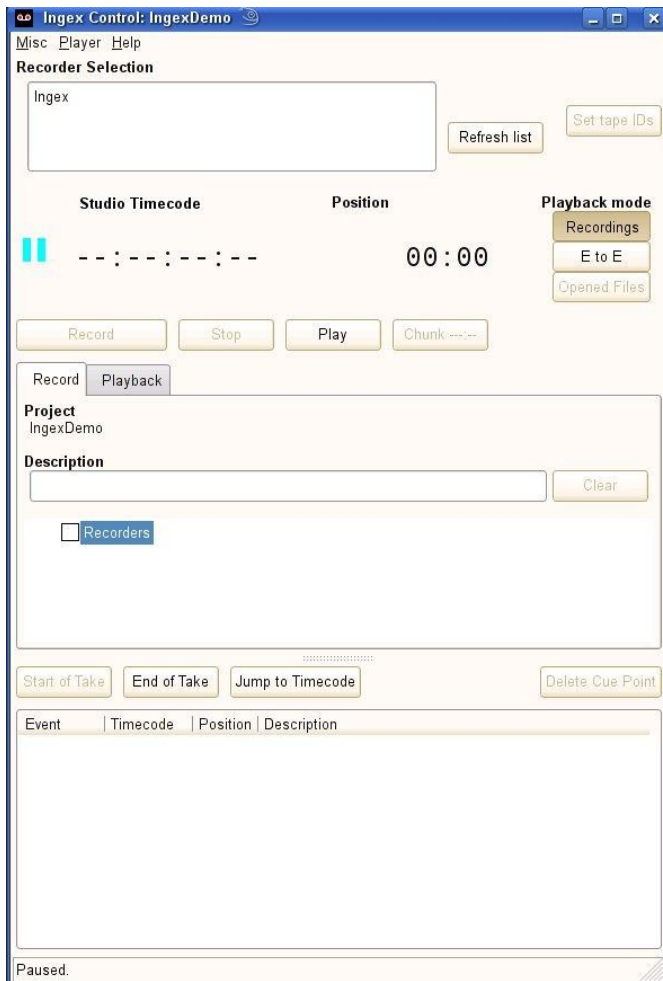 Ingex Control: IngexDemo
Misc Player Help
Recorder Selection
Ingex
Refresh list
Set tape IDs
Studio Timecode
Position
Playback mode
Recordings
--:--:--:--
00:00
E to E
Opened Files
Record
Stop
Play
Chunk ---:--
Record
Playback
Project
IngexDemo
Description
Clear
Recorders
Start of Take
End of Take
Jump to Timecode
Delete Cue Point
Event
Timecode
Position
Description
Paused.